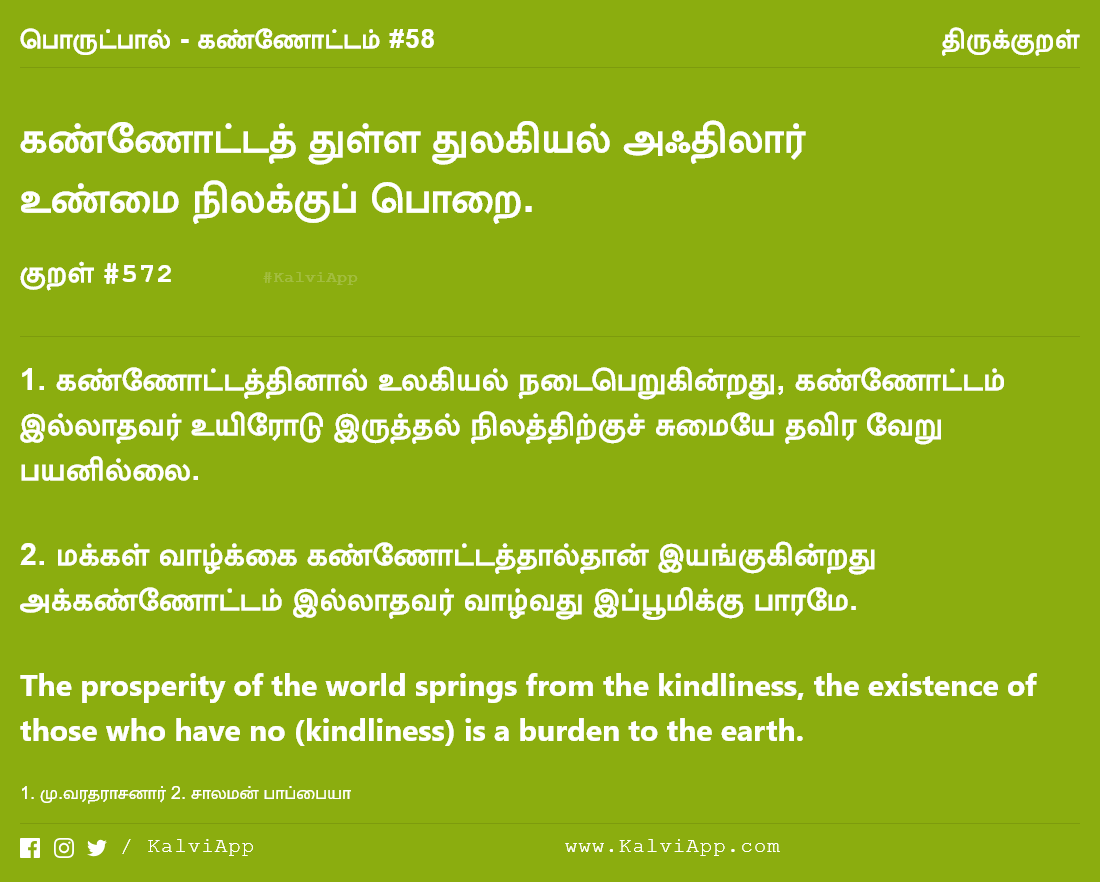 பொருட்பால் - கண்ணோட்டம் #58 திருக்குறள்
கண்ணோட்டத் துள்ள துலகியல் அஃதிலார்
உண்மை நிலக்குப் பொறை.
குறள் #572 #KalviApp
1. கண்ணோட்டத்தினால் உலகியல் நடைபெறுகின்றது, கண்ணோட்டம்
இல்லாதவர் உயிரோடு இருத்தல் நிலத்திற்குச் சுமையே தவிர வேறு
பயனில்லை.
2. மக்கள் வாழ்க்கை கண்ணோட்டத்தால்தான் இயங்குகின்றது
அக்கண்ணோட்டம் இல்லாதவர் வாழ்வது இப்பூமிக்கு பாரமே.
The prosperity of the world springs from the kindliness, the existence of
those who have no (kindliness) is a burden to the earth.
1. மு.வரதராசனார் 2. சாலமன் பாப்பையா
/ KalviApp www.KalviApp.com